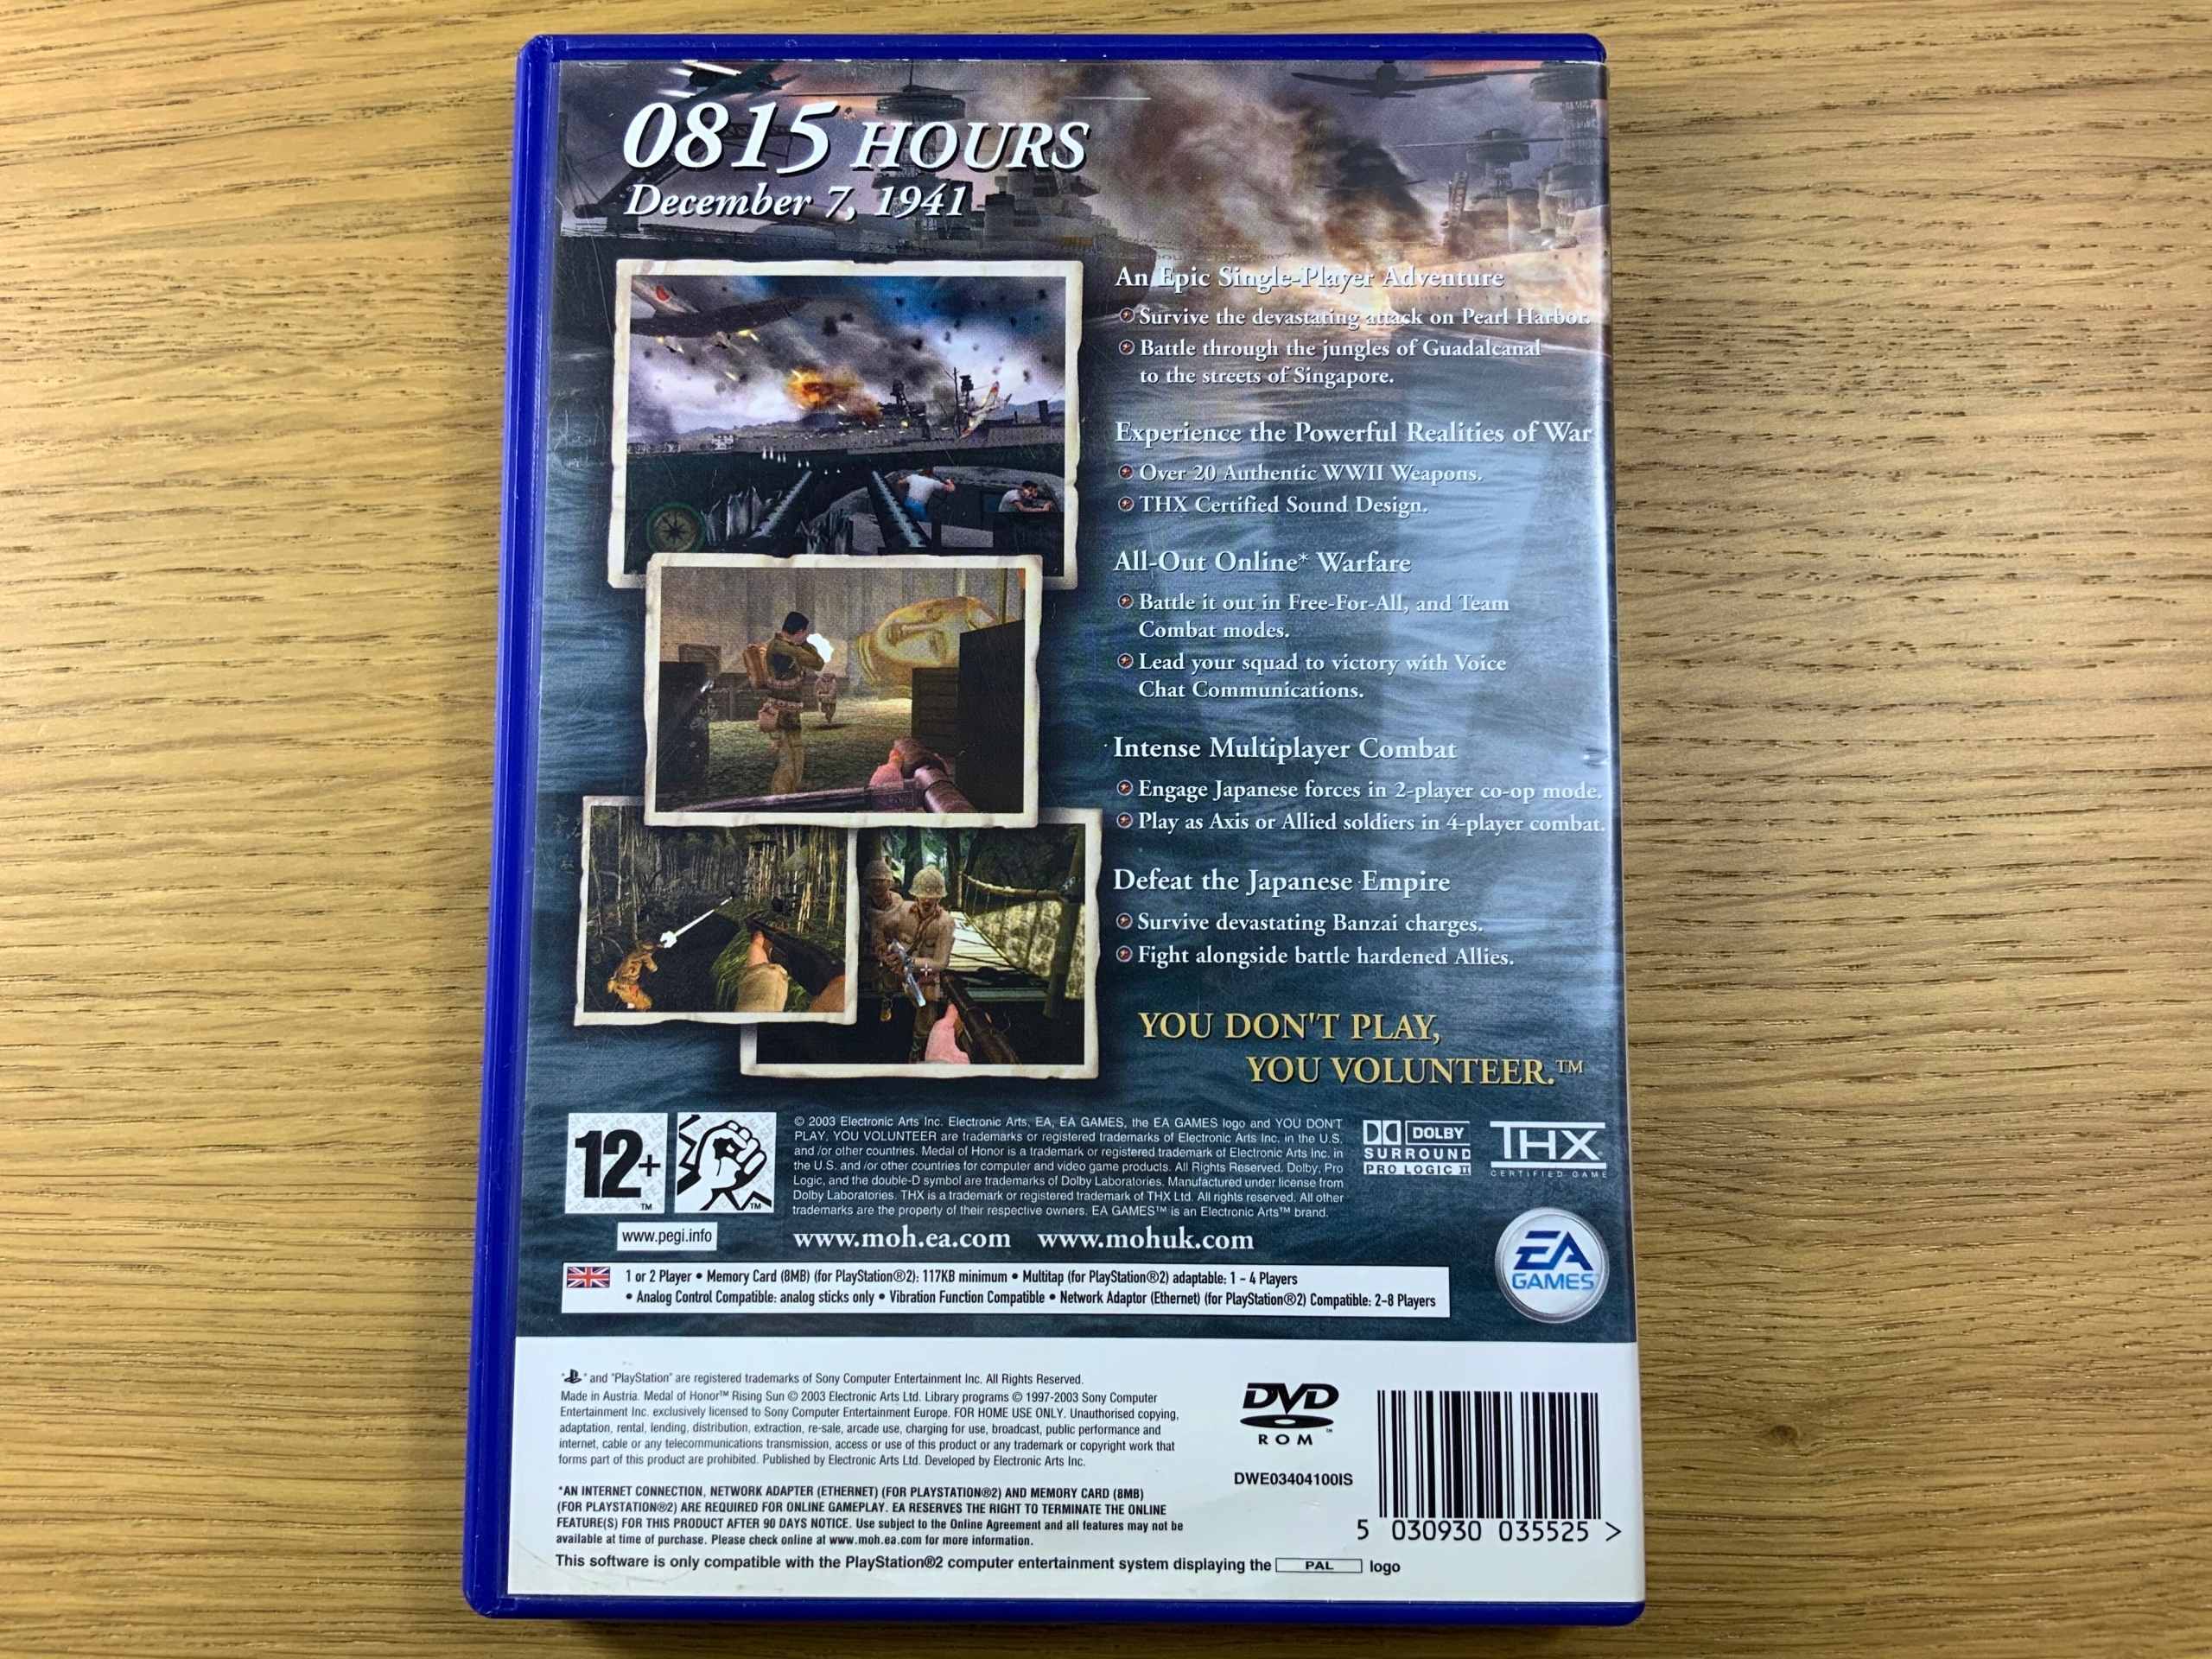 0815 HOURS
December 7, 1941
An Epic Single-Player Adventure
Survive the devastating attack on Pearl Harbor.
Battle through the jungles of Guadalcanal
to the streets of Singapore.
Experience the Powerful Realities of War
Over 20 Authentic WWII Weapons.
THX Certified Sound Design.
All-Out Online* Warfare
Battle it out in Free-For-All, and Team
Combat modes.
Lead your squad to victory with Voice
Chat Communications.
Intense Multiplayer Combat
Engage Japanese forces in 2-player co-op mode.
Play as Axis or Allied soldiers in 4-player combat.
Defeat the Japanese Empire
Survive devastating Banzai charges.
Fight alongside battle hardened Allies.
YOU DON'T PLAY,
YOU VOLUNTEER.™
12+™
™
www.pegi.info
© 2003 Electronic Arts Inc. Electronic Arts, EA, EA GAMES, the EA GAMES logo and YOU DON'T
PLAY, YOU VOLUNTEER are trademarks or registered trademarks of Electronic Arts Inc. in the U.S.
and /or other countries. Medal of Honor is a trademark or registered trademark of Electronic Arts Inc. in
the U.S. and /or other countries for computer and video game products. All Rights Reserved. Dolby, Pro
Logic, and the double-D symbol are trademarks of Dolby Laboratories. Manufactured under license from
Dolby Laboratories. THX is a trademark or registered trademark of THX Ltd. All rights reserved. All other
trademarks are the property of their respective owners. EA GAMES™ is an Electronic Arts™ brand.
DOLBY
SURROUND
PRO LOGIC II
THX
CERTIFIED GAME
www.moh.ea.com www.mohuk.com
EA
GAMES
1 or 2 Player • Memory Card (8MB) (for PlayStation®2): 117KB minimum • Multitap (for PlayStation®2) adaptable: 1 – 4 Players
• Analog Control Compatible: analog sticks only • Vibration Function Compatible • Network Adaptor (Ethernet) (for PlayStation®2) Compatible: 2–8 Players
" " and "PlayStation" are registered trademarks of Sony Computer Entertainment Inc. All Rights Reserved.
Made in Austria. Medal of Honor™ Rising Sun © 2003 Electronic Arts Ltd. Library programs © 1997-2003 Sony Computer
Entertainment Inc. exclusively licensed to Sony Computer Entertainment Europe. FOR HOME USE ONLY. Unauthorised copying,
adaptation, rental, lending, distribution, extraction, re-sale, arcade use, charging for use, broadcast, public performance and
internet, cable or any telecommunications transmission, access or use of this product or any trademark or copyright work that
forms part of this product are prohibited. Published by Electronic Arts Ltd. Developed by Electronic Arts Inc.
*AN INTERNET CONNECTION, NETWORK ADAPTER (ETHERNET) (FOR PLAYSTATION®2) AND MEMORY CARD (8MB)
(FOR PLAYSTATION®2) ARE REQUIRED FOR ONLINE GAMEPLAY. EA RESERVES THE RIGHT TO TERMINATE THE ONLINE
FEATURE(S) FOR THIS PRODUCT AFTER 90 DAYS NOTICE. Use subject to the Online Agreement and all features may not be
available at time of purchase. Please check online at www.moh.ea.com for more information.
This software is only compatible with the PlayStation®2 computer entertainment system displaying the PAL logo
DVD
ROM
DWE03404100IS
5 030930 035525 >